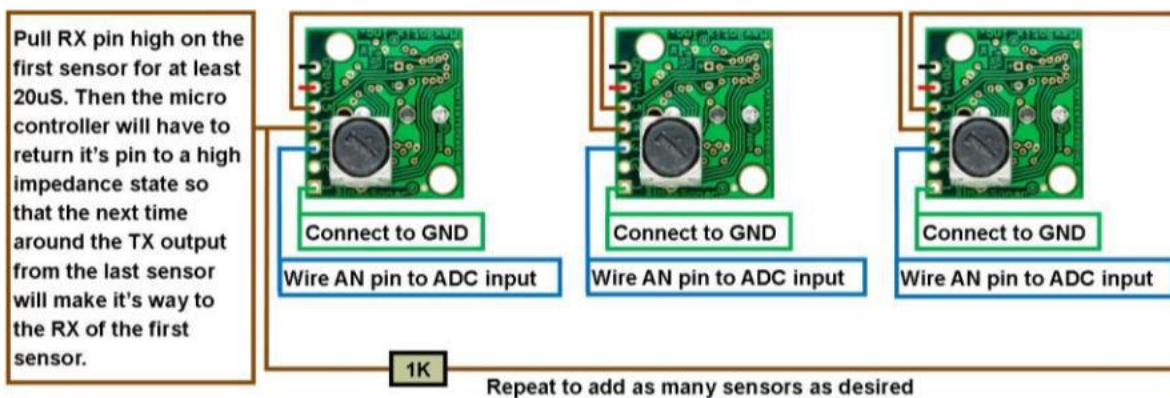 Pull RX pin high on the
first sensor for at least
20uS. Then the micro
controller will have to
return it's pin to a high
impedance state so
that the next time
around the TX output
from the last sensor
will make it's way to
the RX of the first
sensor.
Connect to GND
Wire AN pin to ADC input
Connect to GND
Wire AN pin to ADC input
Connect to GND
Wire AN pin to ADC input
1K
Repeat to add as many sensors as desired